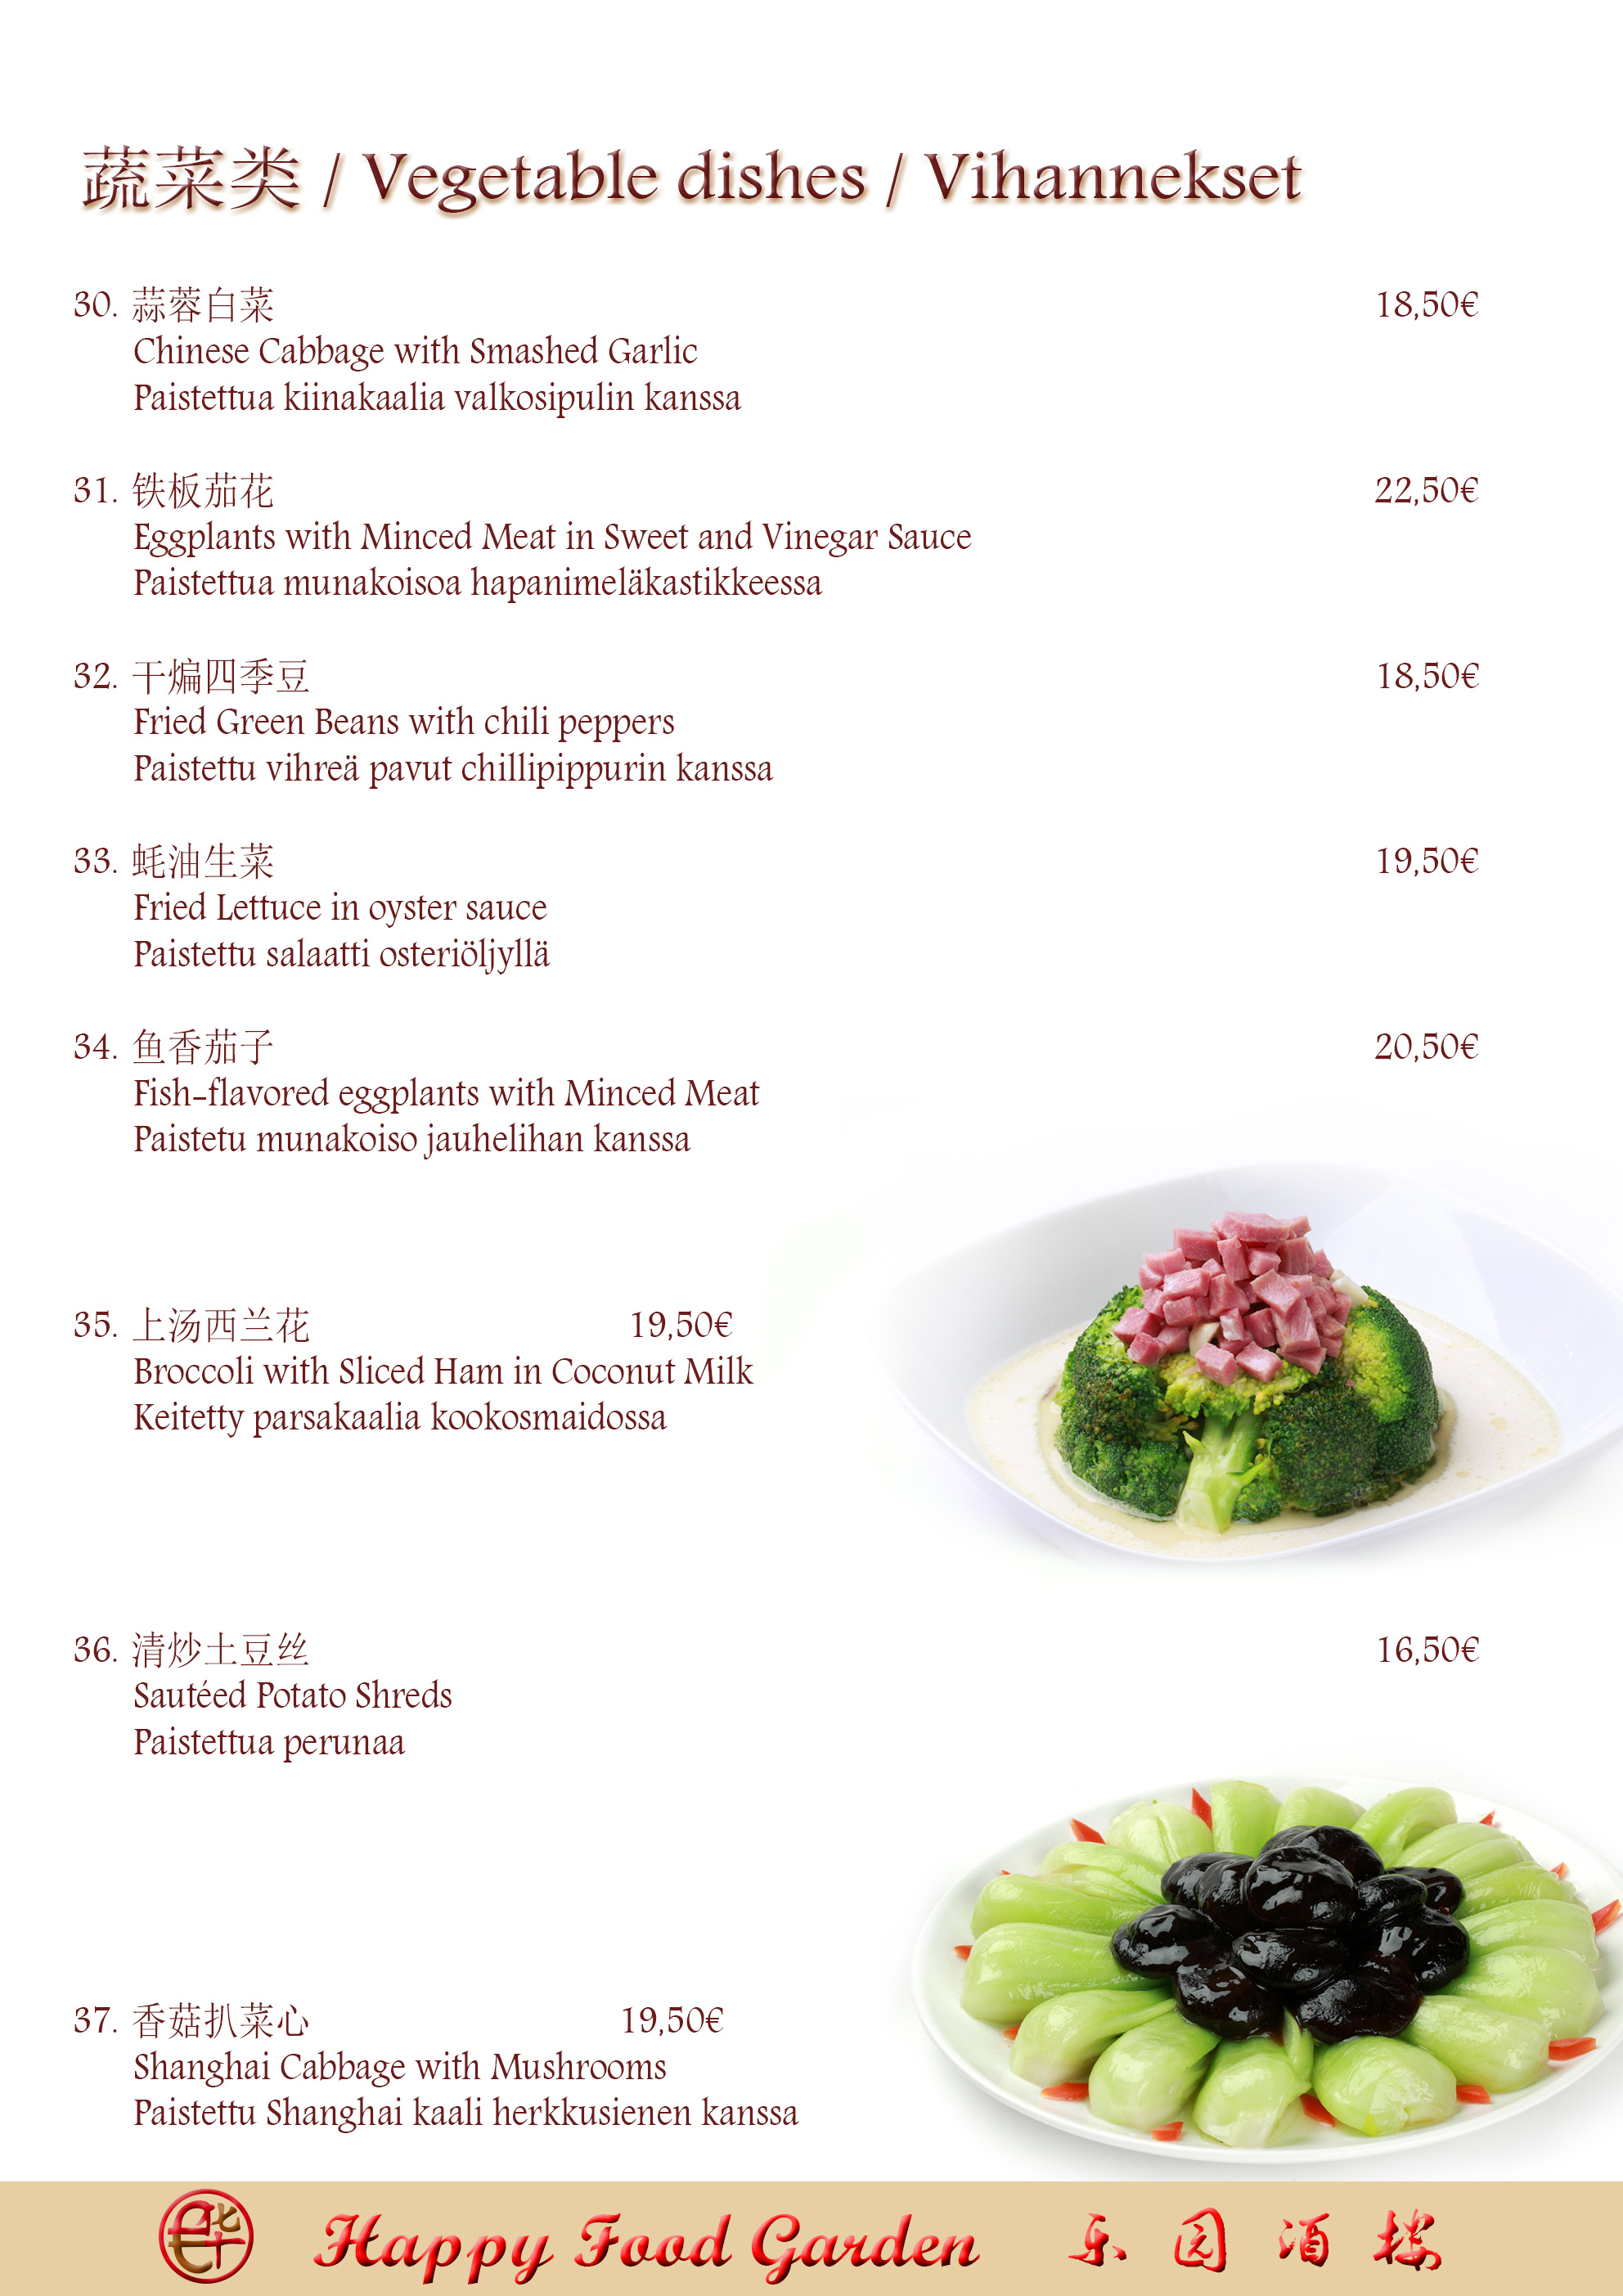 蔬菜类 / Vegetable dishes / Vihannekset
30. 蒜蓉白菜 18,50€
Chinese Cabbage with Smashed Garlic
Paistettua kiinakaalia valkosipulin kanssa
31. 铁板茄花 22,50€
Eggplants with Minced Meat in Sweet and Vinegar Sauce
Paistettua munakoisoa hapanimeläkastikkeessa
32. 干煸四季豆 18,50€
Fried Green Beans with chili peppers
Paistettu vihreä pavut chillipippurin kanssa
33. 蚝油生菜 19,50€
Fried Lettuce in oyster sauce
Paistettu salaatti osteriöljyllä
34. 鱼香茄子 20,50€
Fish-flavored eggplants with Minced Meat
Paistetu munakoiso jauhelihan kanssa
35. 上汤西兰花 19,50€
Broccoli with Sliced Ham in Coconut Milk
Keitetty parsakaalia kookosmaidossa
36. 清炒土豆丝 16,50€
Sautéed Potato Shreds
Paistettua perunaa
37. 香菇扒菜心 19,50€
Shanghai Cabbage with Mushrooms
Paistettu Shanghai kaali herkkusienen kanssa
Happy Food Garden 乐园酒楼